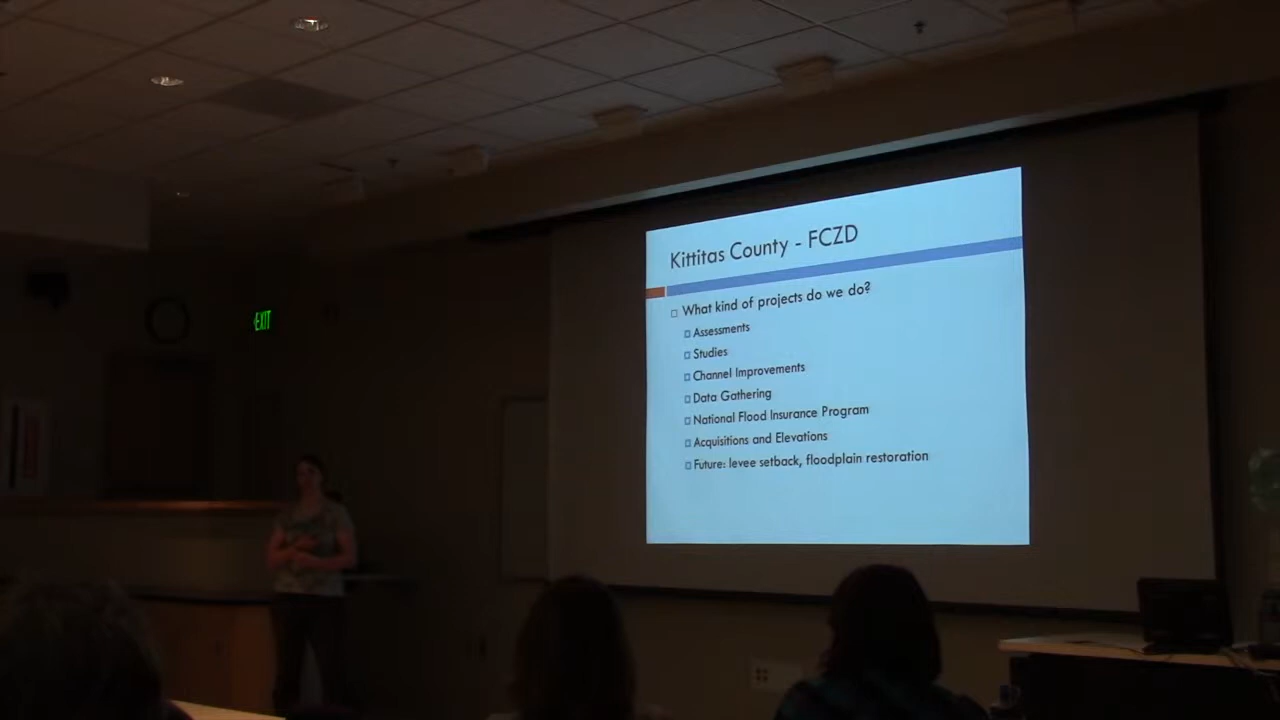 Kittitas County - FCZD
What kind of projects do we do?
Assessments
Studies
Channel Improvements
Data Gathering
National Flood Insurance Program
Acquisitions and Elevations
Future: levee setback, floodplain restoration
EXIT